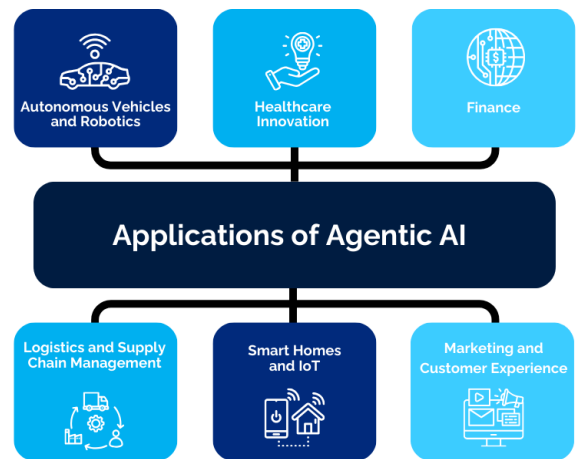 Autonomous Vehicles
and Robotics
Healthcare
Innovation
Finance
Applications of Agentic AI
Logistics and Supply
Chain Management
Smart Homes
and IoT
Marketing and
Customer Experience